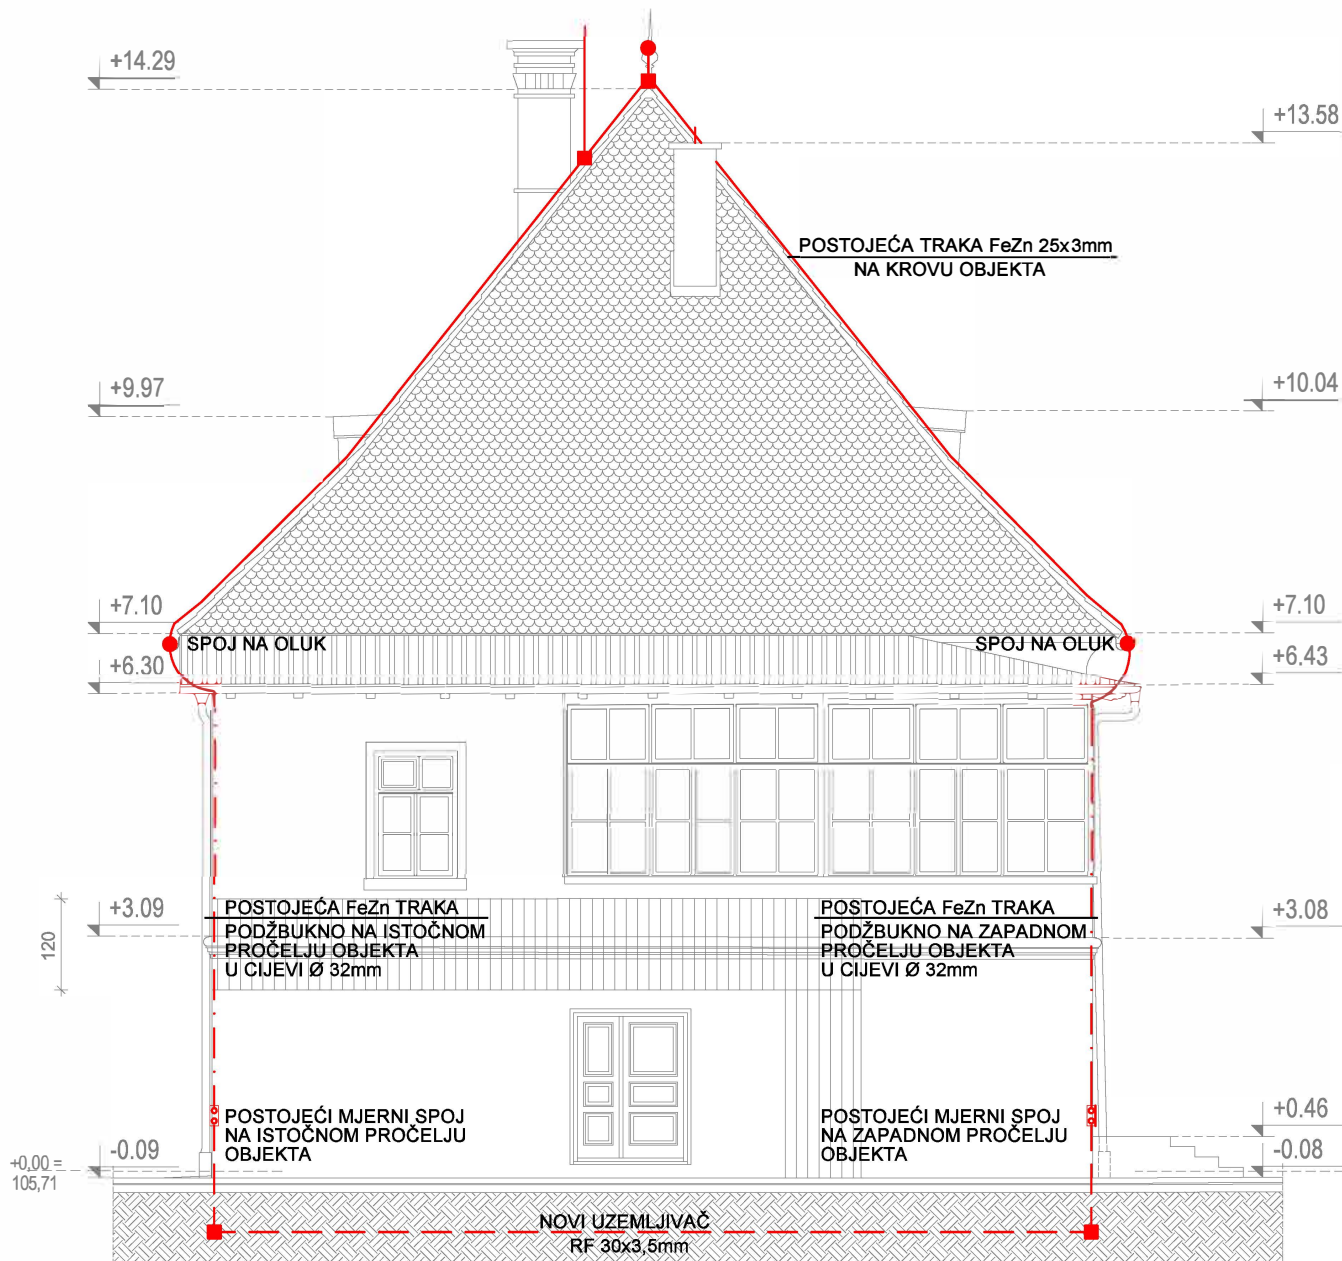 +14.29
+13.58
POSTOJEĆA TRAKA FeZn 25x3mm
NA KROVU OBJEKTA
+9.97
+10.04
+7.10
+7.10
SPOJ NA OLUK
SPOJ NA OLUK
+6.30
+6.43
+3.09
+3.08
120
POSTOJEĆA FeZn TRAKA
PODŽBUKNO NA ISTOČNOM
PROČELJU OBJEKTA
U CIJEVI Ø 32mm
POSTOJEĆA FeZn TRAKA
PODŽBUKNO NA ZAPADNOM
PROČELJU OBJEKTA
U CIJEVI Ø 32mm
POSTOJEĆI MJERNI SPOJ
NA ISTOČNOM PROČELJU
OBJEKTA
POSTOJEĆI MJERNI SPOJ
NA ZAPADNOM PROČELJU
OBJEKTA
+0.46
-0.09
-0.08
+0,00 =
105,71
NOVI UZEMLJIVAČ
RF 30x3,5mm